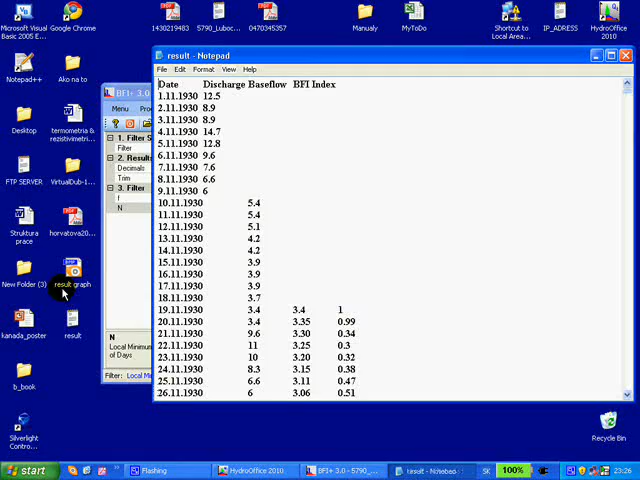 Microsoft Visual Basic 2005 E...
Google Chrome
1430219483
5790_Luboc...
0470345357
Manualy
MyToDo
Shortcut to Local Area...
IP_ADRESS
HydroOffice 2010
Notepad++
Ako na to
Desktop
termometria & rezistivimetri...
FTP SERVER
VirtualDub-1...
Struktura prace
horvatova20...
New Folder (3)
result graph
kanada_poster
result
b_book
Silverlight Contro...
Recycle Bin
BFI+ 3.0 -
Menu
Pro
1. Filter S
Filter
2. Results
Decimals
Trim
3. Filter
f
N
N
Local Minimu
of Days
Filter: Local Mi
result - Notepad
File Edit Format View Help
Date Discharge Baseflow BFI Index
1.11.1930 12.5
2.11.1930 8.9
3.11.1930 8.9
4.11.1930 14.7
5.11.1930 12.8
6.11.1930 9.6
7.11.1930 7.6
8.11.1930 6.6
9.11.1930 6
10.11.1930 5.4
11.11.1930 5.4
12.11.1930 5.1
13.11.1930 4.2
14.11.1930 4.2
15.11.1930 3.9
16.11.1930 3.9
17.11.1930 3.9
18.11.1930 3.7
19.11.1930 3.4 3.4 1
20.11.1930 3.4 3.35 0.99
21.11.1930 9.6 3.30 0.34
22.11.1930 11 3.25 0.3
23.11.1930 10 3.20 0.32
24.11.1930 8.3 3.15 0.38
25.11.1930 6.6 3.11 0.47
26.11.1930 6 3.06 0.51
start
Flashing
HydroOffice 2010
BFI+ 3.0 - 5790_...
result - Notepad
SK
100%
23:26